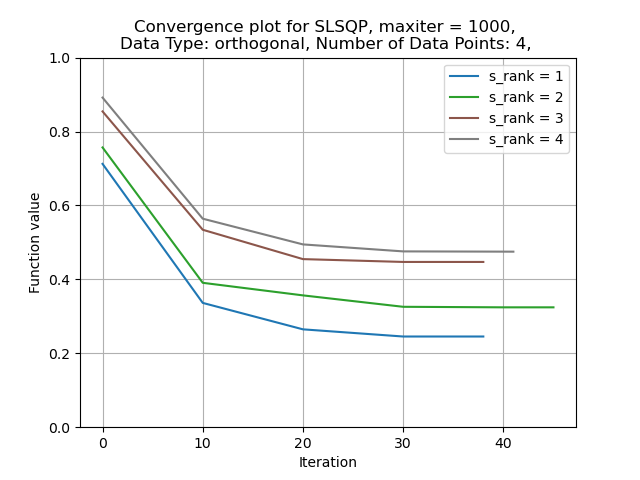 Convergence plot for SLSQP, maxiter = 1000,
Data Type: orthogonal, Number of Data Points: 4,
1.0
0.8
0.6
0.4
0.2
0.0
Function value
s_rank = 1
s_rank = 2
s_rank = 3
s_rank = 4
0 10 20 30 40
Iteration